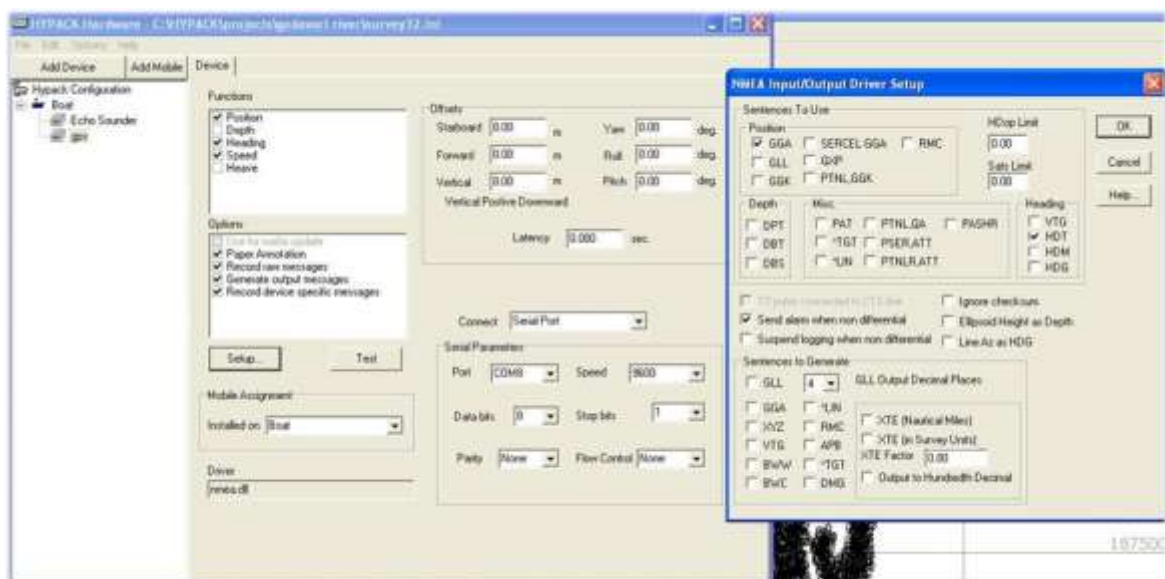 HYPACK Hardware - C:\HYPACK\projects\
File Edit Options Help
Add Device Add Mobile Device
Hypack Configuration
Boat
Echo Sounder
gps
Functions
Position
Depth
Heading
Speed
Heave
Options
Paper Annotation
Record raw messages
Generate output messages
Record device specific messages
Setup... Test
Mobile Assignment
Installed on Boat
Driver
nmea.dll
Offsets
Starboard 0.00 m Yaw 0.00 deg.
Forward 0.00 m Roll 0.00 deg.
Vertical 0.00 m Pitch 0.00 deg.
Vertical Postive Downward
Latency 0.000 sec.
Connect Serial Port
Serial Parameters
Port COM8 Speed 9600
Data bits 8 Stop bits 1
Parity None Flow Control None
NMEA Input/Output Driver Setup
Sentences To Use
Position
GGA SERCEL GGA RMC
GLL GXP
GGK PTNL,GGK
HDop Limit
0.00
Sats Limit
0.00
OK
Cancel
Help...
Depth
DPT
DBT
DBS
Misc.
PAT PTNL,QA PASHR
*TGT PSER,ATT
*LIN PTNLR,ATT
Heading
VTG
HDT
HDM
HDG
Send alarm when non differential
Suspend logging when non differential
Ignore checksum
Ellipsoid Height as Depth
Line Az as HDG
Sentences to Generate
GLL 4 GLL Output Decimal Places
GGA *LIN
XYZ RMC
VTG APB
BWW *TGT
BWC DMG
XTE (Nautical Miles)
XTE (in Survey Units)
XTE Factor 0.00
Output to Hundredth Decimal
187500